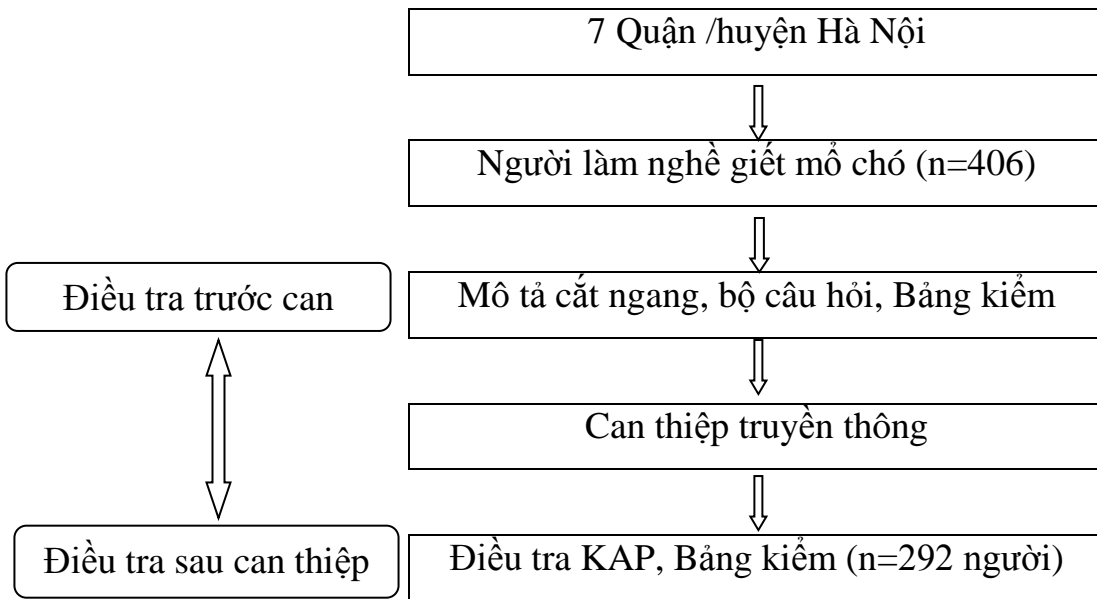 7 Quận /huyện Hà Nội
Người làm nghề giết mổ chó (n=406)
Điều tra trước can
Mô tả cắt ngang, bộ câu hỏi, Bảng kiểm
Can thiệp truyền thông
Điều tra sau can thiệp
Điều tra KAP, Bảng kiểm (n=292 người)